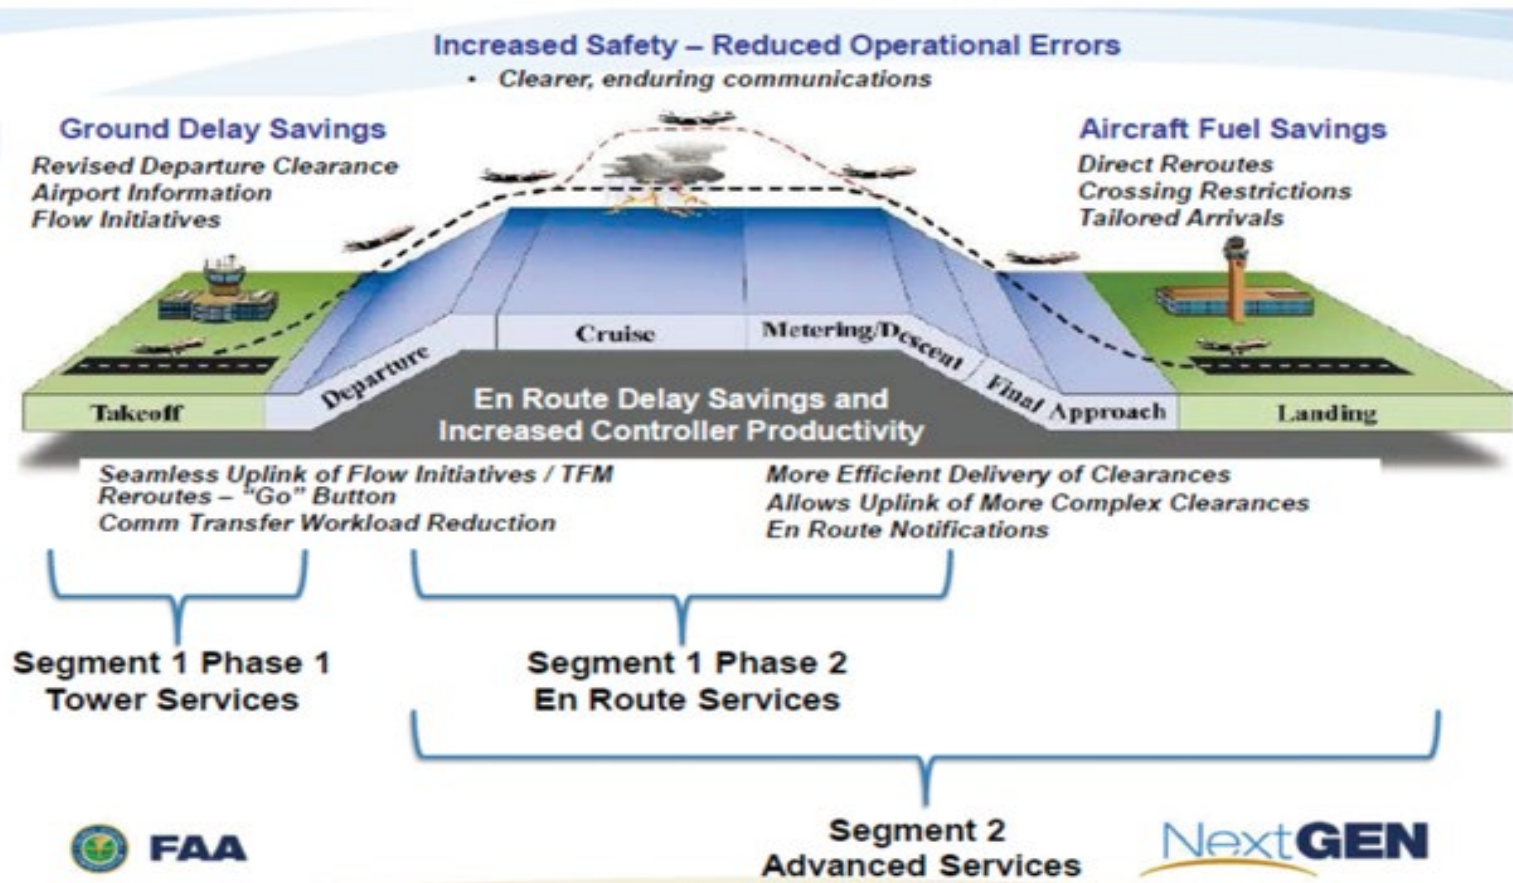 Increased Safety – Reduced Operational Errors
• Clearer, enduring communications
Ground Delay Savings
Revised Departure Clearance
Airport Information
Flow Initiatives
Aircraft Fuel Savings
Direct Reroutes
Crossing Restrictions
Tailored Arrivals
Takeoff
Departure
Cruise
Metering/Descent
Final Approach
Landing
En Route Delay Savings and
Increased Controller Productivity
Seamless Uplink of Flow Initiatives / TFM
Reroutes – "Go" Button
Comm Transfer Workload Reduction
More Efficient Delivery of Clearances
Allows Uplink of More Complex Clearances
En Route Notifications
Segment 1 Phase 1
Tower Services
Segment 1 Phase 2
En Route Services
Segment 2
Advanced Services
FAA
NextGEN